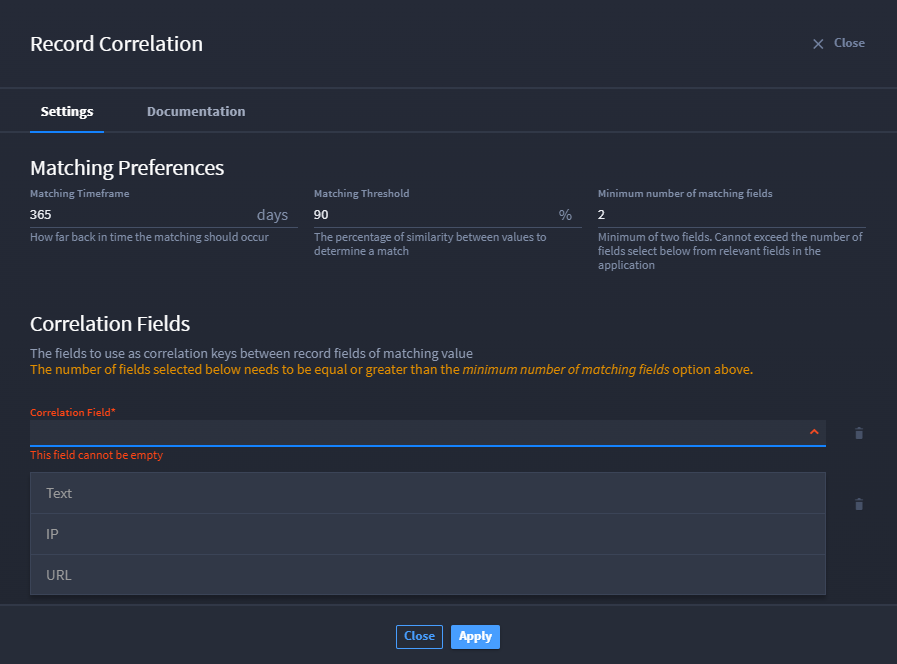 Record Correlation
Close
Settings
Documentation
Matching Preferences
Matching Timeframe
365
days
How far back in time the matching should occur
Matching Threshold
90
%
The percentage of similarity between values to
determine a match
Minimum number of matching fields
2
Minimum of two fields. Cannot exceed the number of
fields select below from relevant fields in the
application
Correlation Fields
The fields to use as correlation keys between record fields of matching value
The number of fields selected below needs to be equal or greater than the minimum number of matching fields option above.
Correlation Field*
This field cannot be empty
Text
IP
URL
Close
Apply